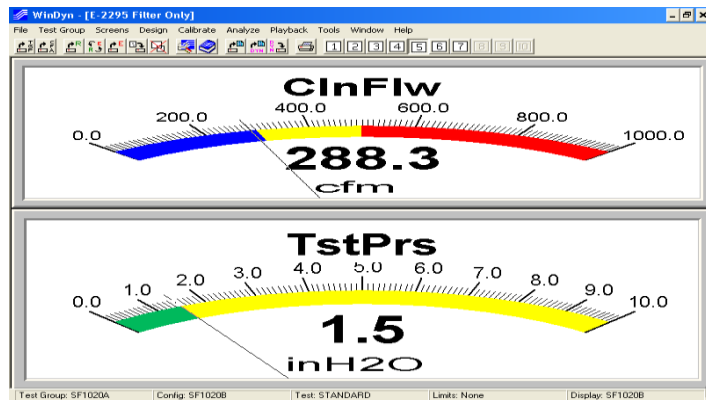 WinDyn - [E-2295 Filter Only]
File Test Group Screens Design Calibrate Analyze Playback Tools Window Help
1 2 3 4 5 6 7 8 9 10
ClnFlw
0.0 200.0 400.0 600.0 800.0 1000.0
288.3
cfm
TstPrs
0.0 1.0 2.0 3.0 4.0 5.0 6.0 7.0 8.0 9.0 10.0
1.5
inH2O
Test Group: SF1020A Config: SF1020B Test: STANDARD Limits: None Display: SF1020B